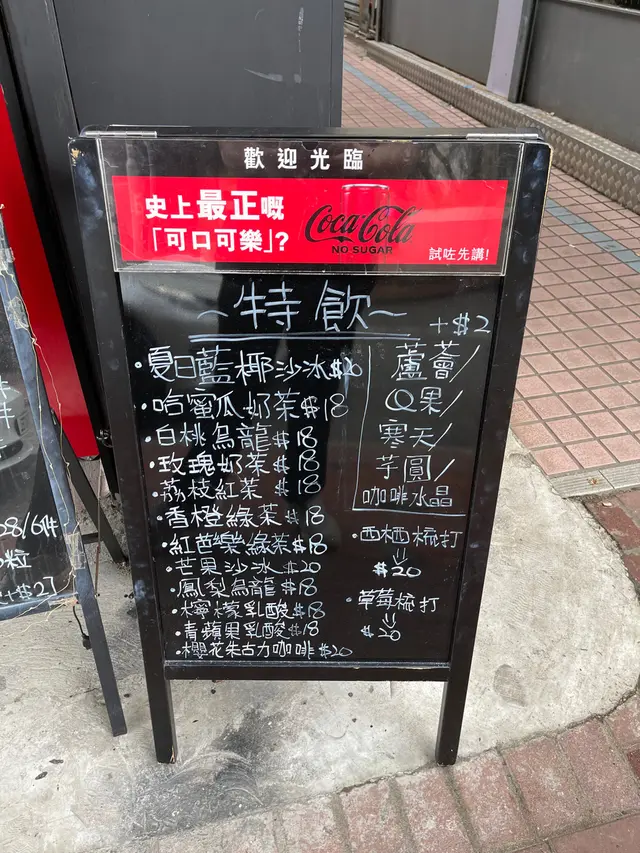 歡迎光臨
史上最正嘅
「可口可樂」?
Coca-Cola
NO SUGAR
試咗先講!
~特飲~
+$2
蘆薈/
Q果/
寒天/
芋圓/
咖啡水晶
·夏日藍椰沙冰$20
·哈蜜瓜奶茶$18
·白桃烏龍$18
·玫瑰奶茶$18
·荔枝紅茶 $18
·香橙綠茶$18
·紅芭樂綠茶$18
·芒果沙冰$20
·鳳梨烏龍$18
·檸檬乳酸$18
·青蘋果乳酸$18
·櫻花朱古力咖啡$20
·西柚梳打
$20
·草莓梳打
$20
28/6件
粒
+$27